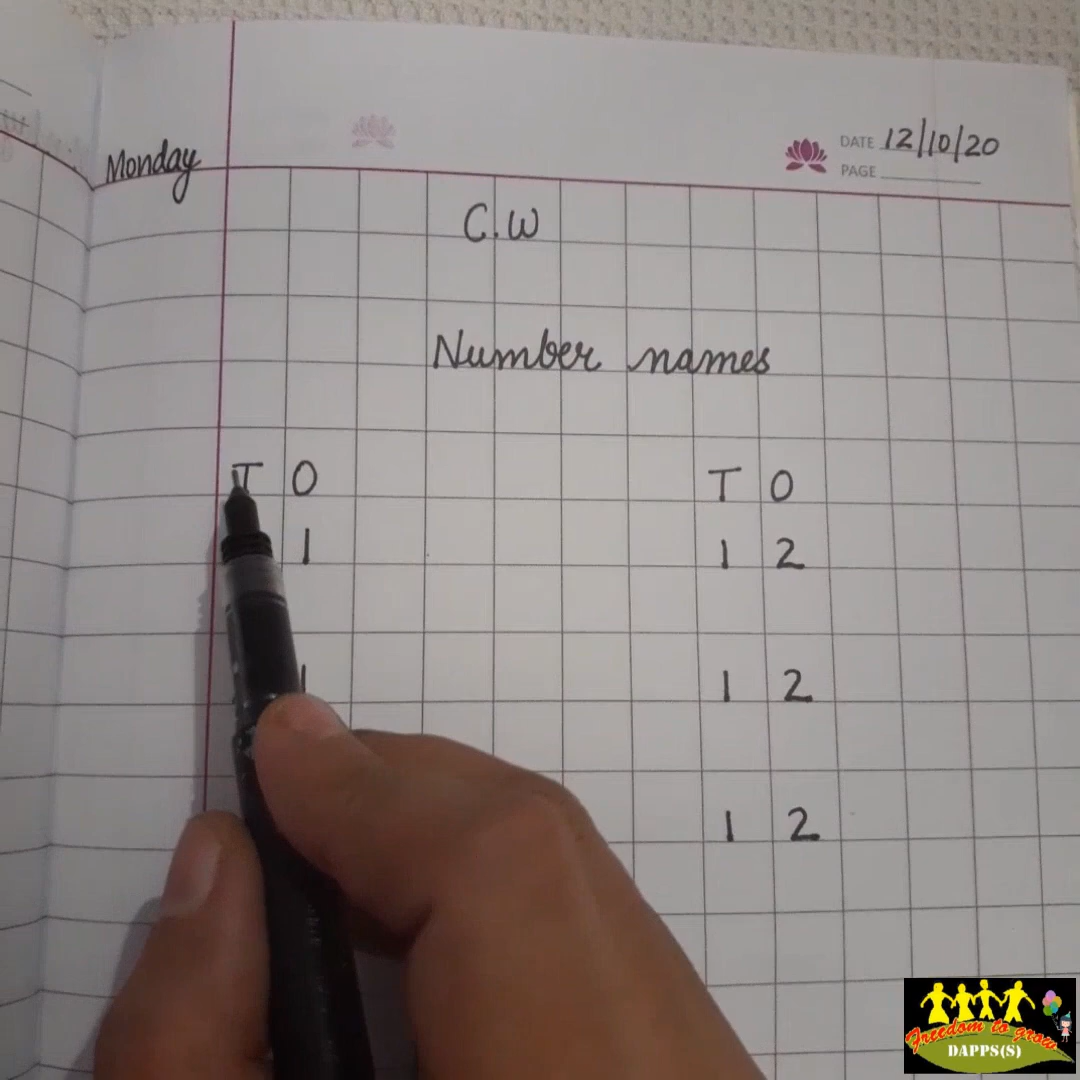 Monday
DATE 12/10/20
PAGE
C.W
Number names
T O T O
1 1 2
1 1 2
1 2
Freedom to grow
DAPPS(S)